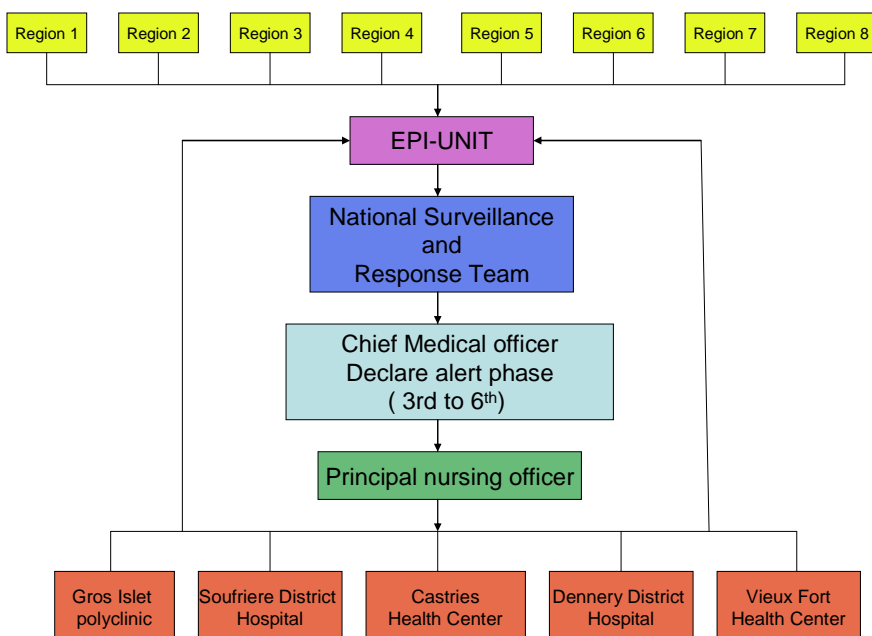 Region 1
Region 2
Region 3
Region 4
Region 5
Region 6
Region 7
Region 8
EPI-UNIT
National Surveillance
and
Response Team
Chief Medical officer
Declare alert phase
( 3rd to 6th)
Principal nursing officer
Gros Islet
polyclinic
Soufriere District
Hospital
Castries
Health Center
Dennery District
Hospital
Vieux Fort
Health Center